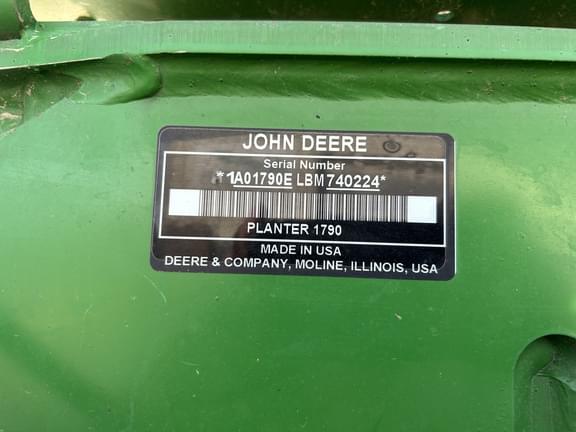 JOHN DEERE
Serial Number
*1A01790E LBM740224*
PLANTER 1790
MADE IN USA
DEERE & COMPANY, MOLINE, ILLINOIS, USA